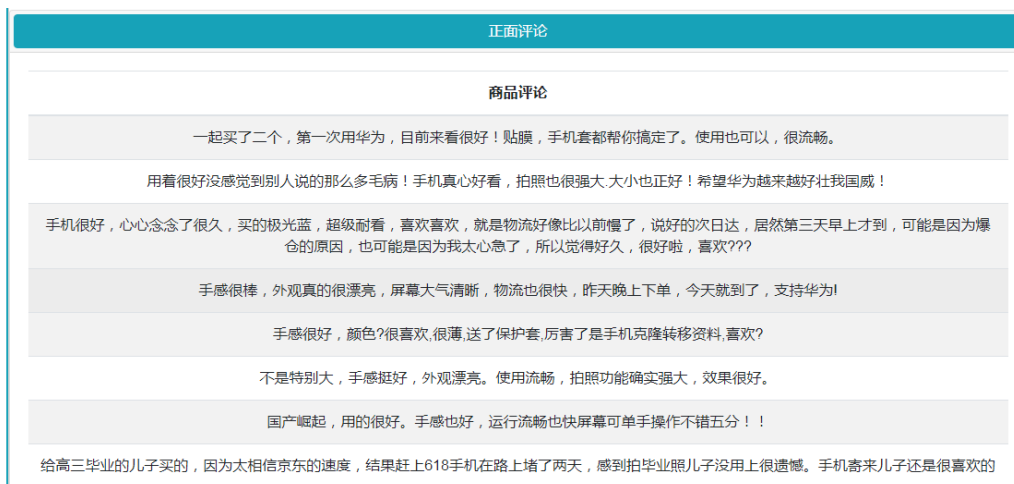 正面评论
商品评论
一起买了二个，第一次用华为，目前来看很好！贴膜，手机套都帮你搞定了。使用也可以，很流畅。
用着很好没感觉到别人说的那么多毛病！手机真心好看，拍照也很强大.大小也正好！希望华为越来越好壮我国威！
手机很好，心心念念了很久，买的极光蓝，超级耐看，喜欢喜欢，就是物流好像比以前慢了，说好的次日达，居然第三天早上才到，可能是因为爆
仓的原因，也可能是因为我太心急了，所以觉得好久，很好啦，喜欢???
手感很棒，外观真的很漂亮，屏幕大气清晰，物流也很快，昨天晚上下单，今天就到了，支持华为!
手感很好，颜色?很喜欢,很薄,送了保护套,厉害了是手机克隆转移资料,喜欢?
不是特别大，手感挺好，外观漂亮。使用流畅，拍照功能确实强大，效果很好。
国产崛起，用的很好。手感也好，运行流畅也快屏幕可单手操作不错五分！！
给高三毕业的儿子买的，因为太相信京东的速度，结果赶上618手机在路上堵了两天，感到拍毕业照儿子没用上很遗憾。手机寄来儿子还是很喜欢的